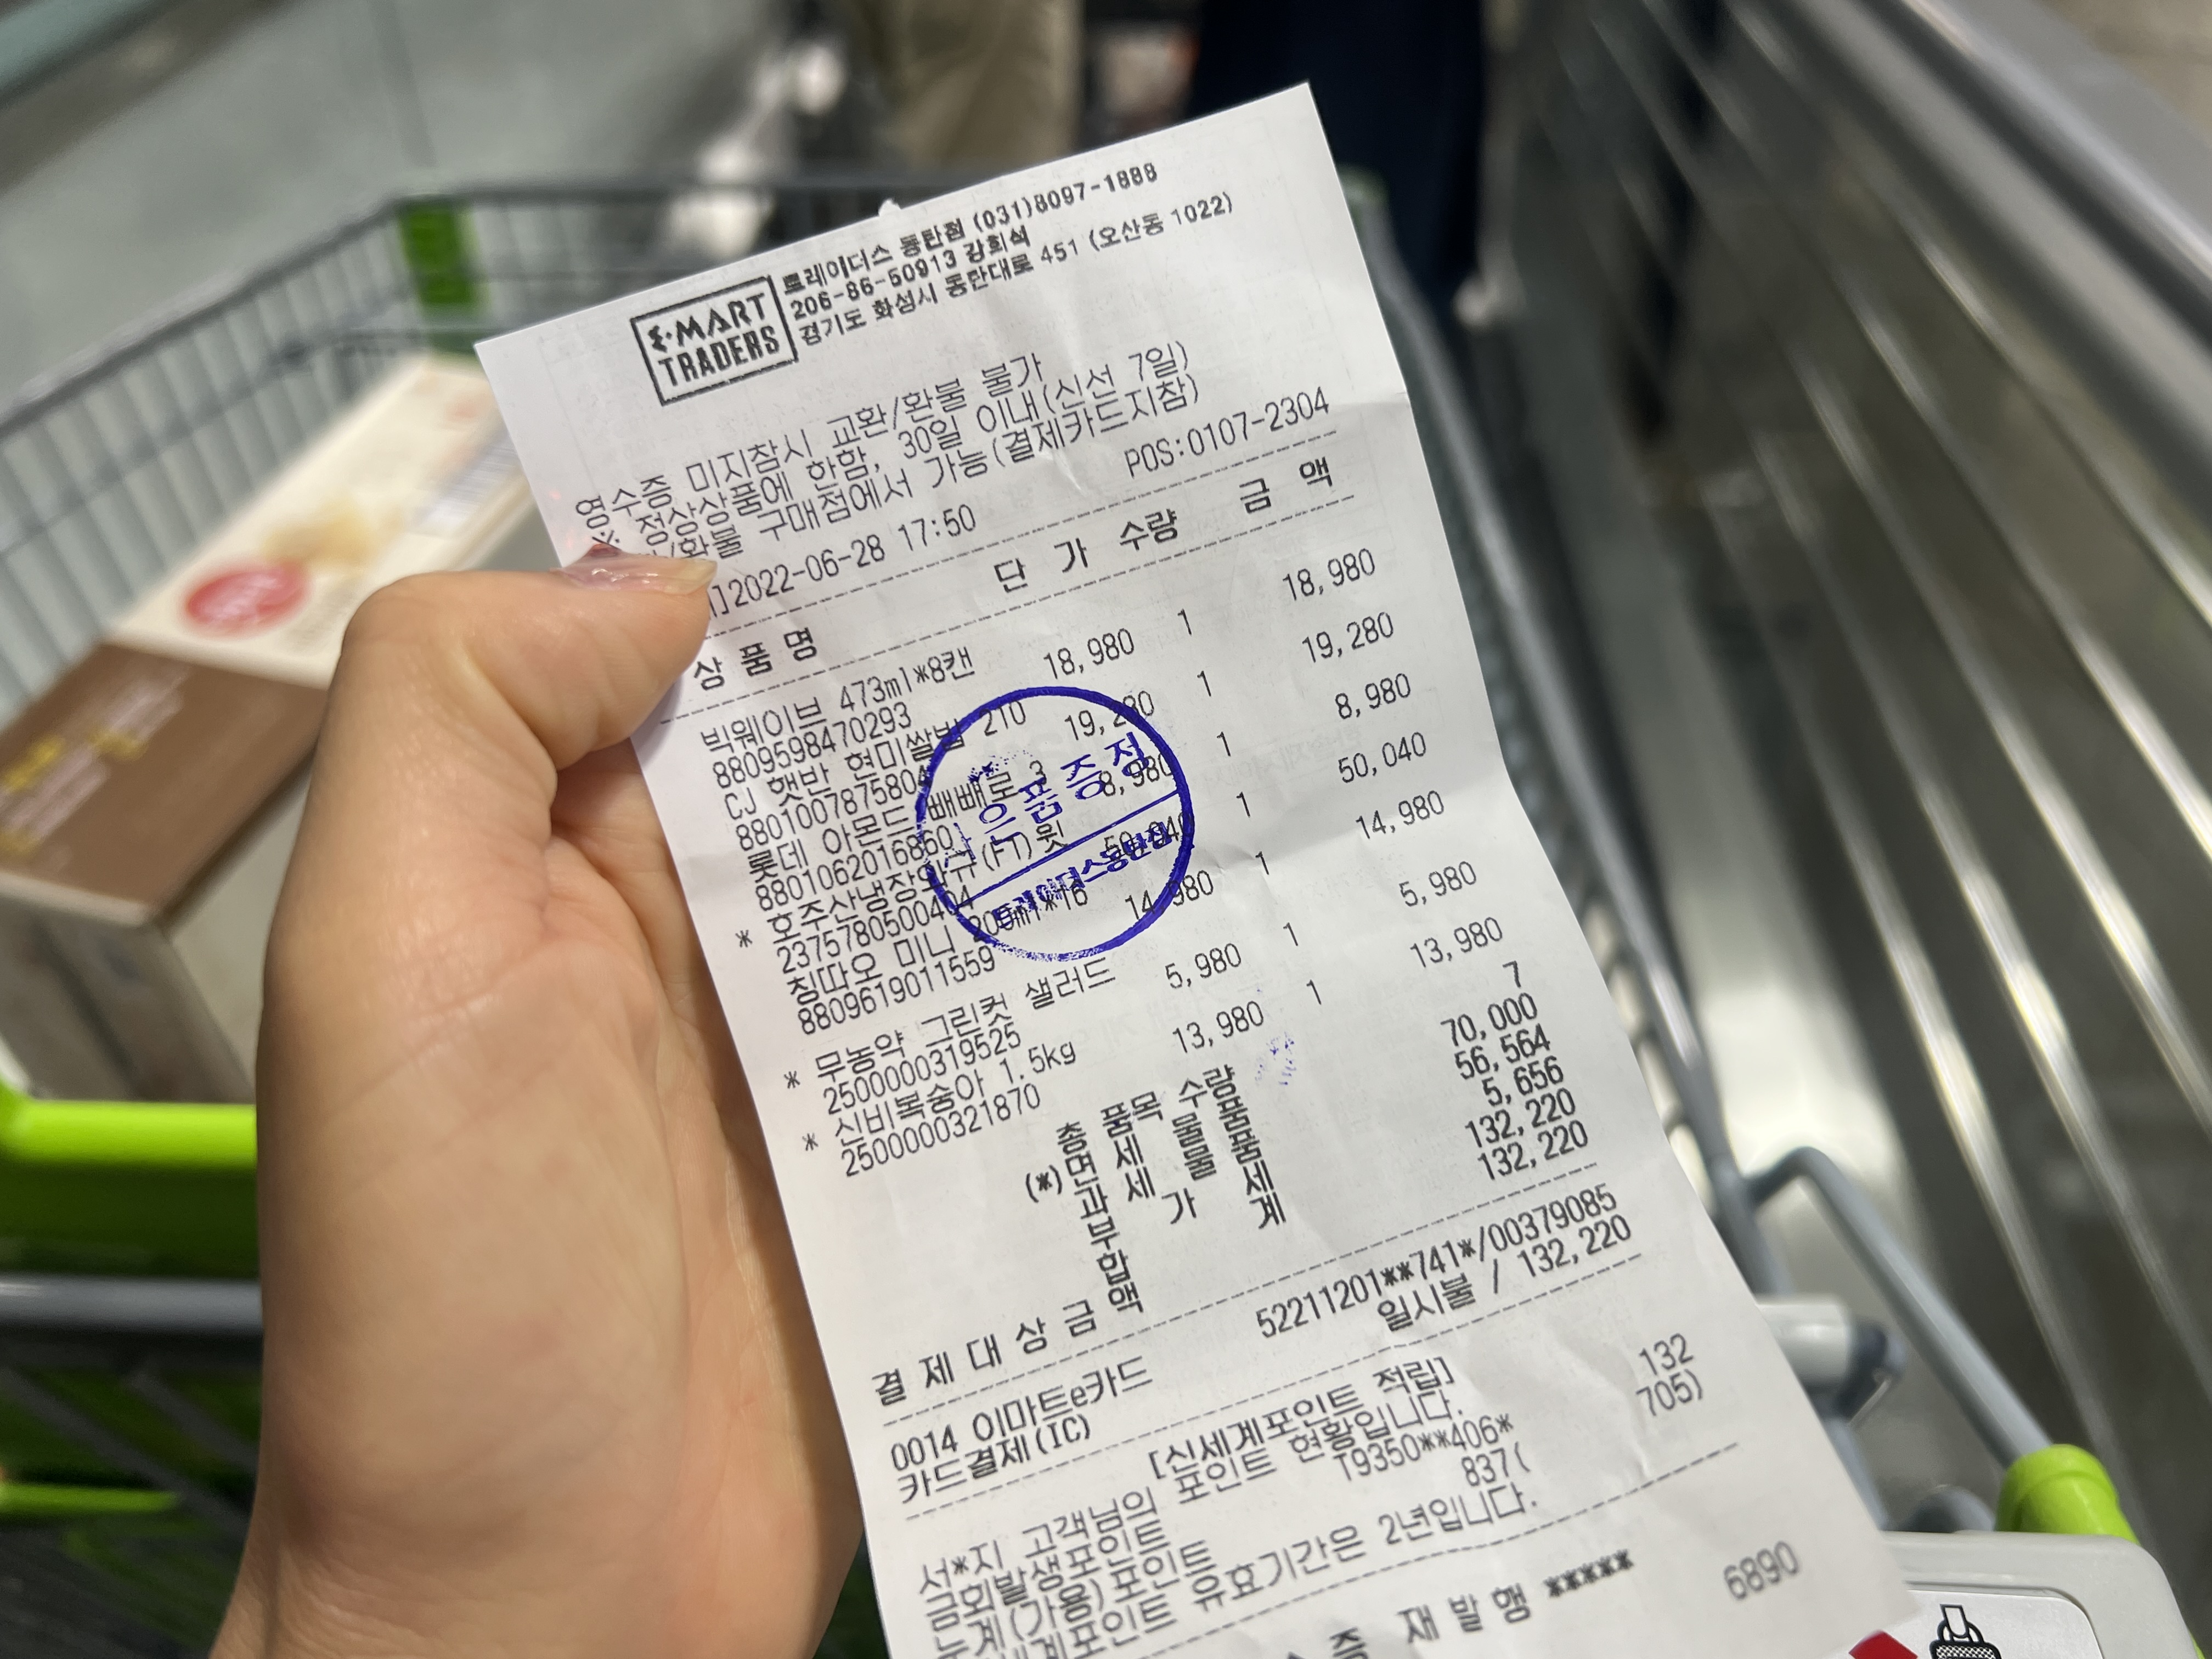 E·MART
TRADERS
트레이더스 동탄점 (031)8097-1888
206-86-50913 강희석
경기도 화성시 동탄대로 451 (오산동 1022)
영수증 미지참시 교환/환불 불가
※ 정상상품에 한함, 30일 이내(신선 7일)
/환불 구매점에서 가능(결제카드지참)
]2022-06-28 17:50 POS:0107-2304
상 품 명 단 가 수량 금 액
빅웨이브 473ml*8캔 18,980 1 18,980
8809598470293
CJ 햇반 현미쌀밥 210 19,280 1 19,280
8801007875804
롯데 아몬드 빼빼로 3 8,980 1 8,980
8801062016860
* 호주산냉장와규(FT)윗 50,040 1 50,040
2375780500404
칭따오 미니 200ml*16 14,980 1 14,980
8809619011559
* 무농약 그린컷 샐러드 5,980 1 5,980
2500000319525
* 신비복숭아 1.5kg 13,980 1 13,980
2500000321870
총 품목 수량 7
(*)면 세 물품 70,000
과 세 물품 56,564
부 가 세 5,656
합 계 132,220
결 제 대 상 금 액 132,220
0014 이마트e카드 52211201**741*/00379085
카드결제(IC) 일시불 / 132,220
[신세계포인트 적립]
서*지 고객님의 포인트 현황입니다.
금회발생포인트 T9350**406* 132
누계(가용)포인트 837( 705)
세계포인트 유효기간은 2년입니다.
증 재 발 행 ***** 6890
사은품증정
트레이더스동탄점